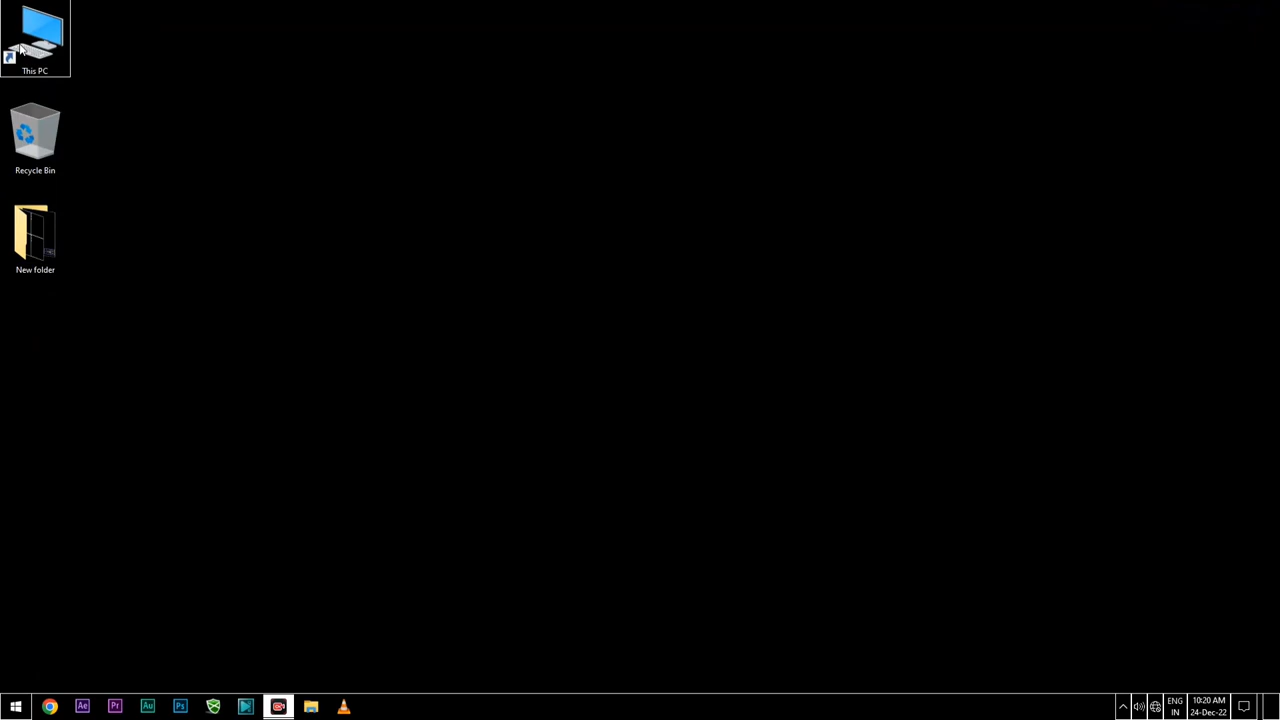 This PC
Recycle Bin
New folder
Ae Pr Au Ps
ENG
IN
10:20 AM
24-Dec-22